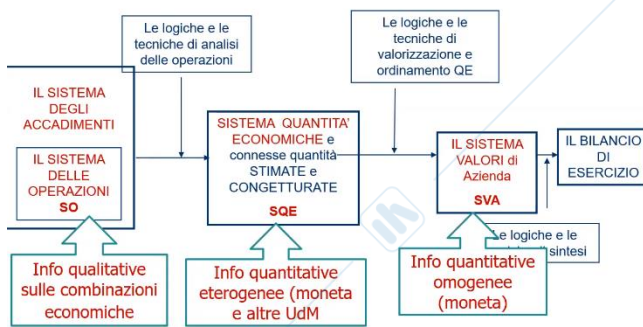 Le logiche e le
tecniche di analisi
delle operazioni
Le logiche e le
tecniche di
valorizzazione e
ordinamento QE
IL SISTEMA
DEGLI
ACCADIMENTI
IL SISTEMA
DELLE
OPERAZIONI
SO
SISTEMA QUANTITA'
ECONOMICHE e
connesse quantità
STIMATE e
CONGETTURATE
SQE
IL SISTEMA
VALORI di
Azienda
SVA
IL BILANCIO
DI
ESERCIZIO
Le logiche e le
di sintesi
Info qualitative
sulle combinazioni
economiche
Info quantitative
eterogenee (moneta
e altre UdM)
Info quantitative
omogenee
(moneta)